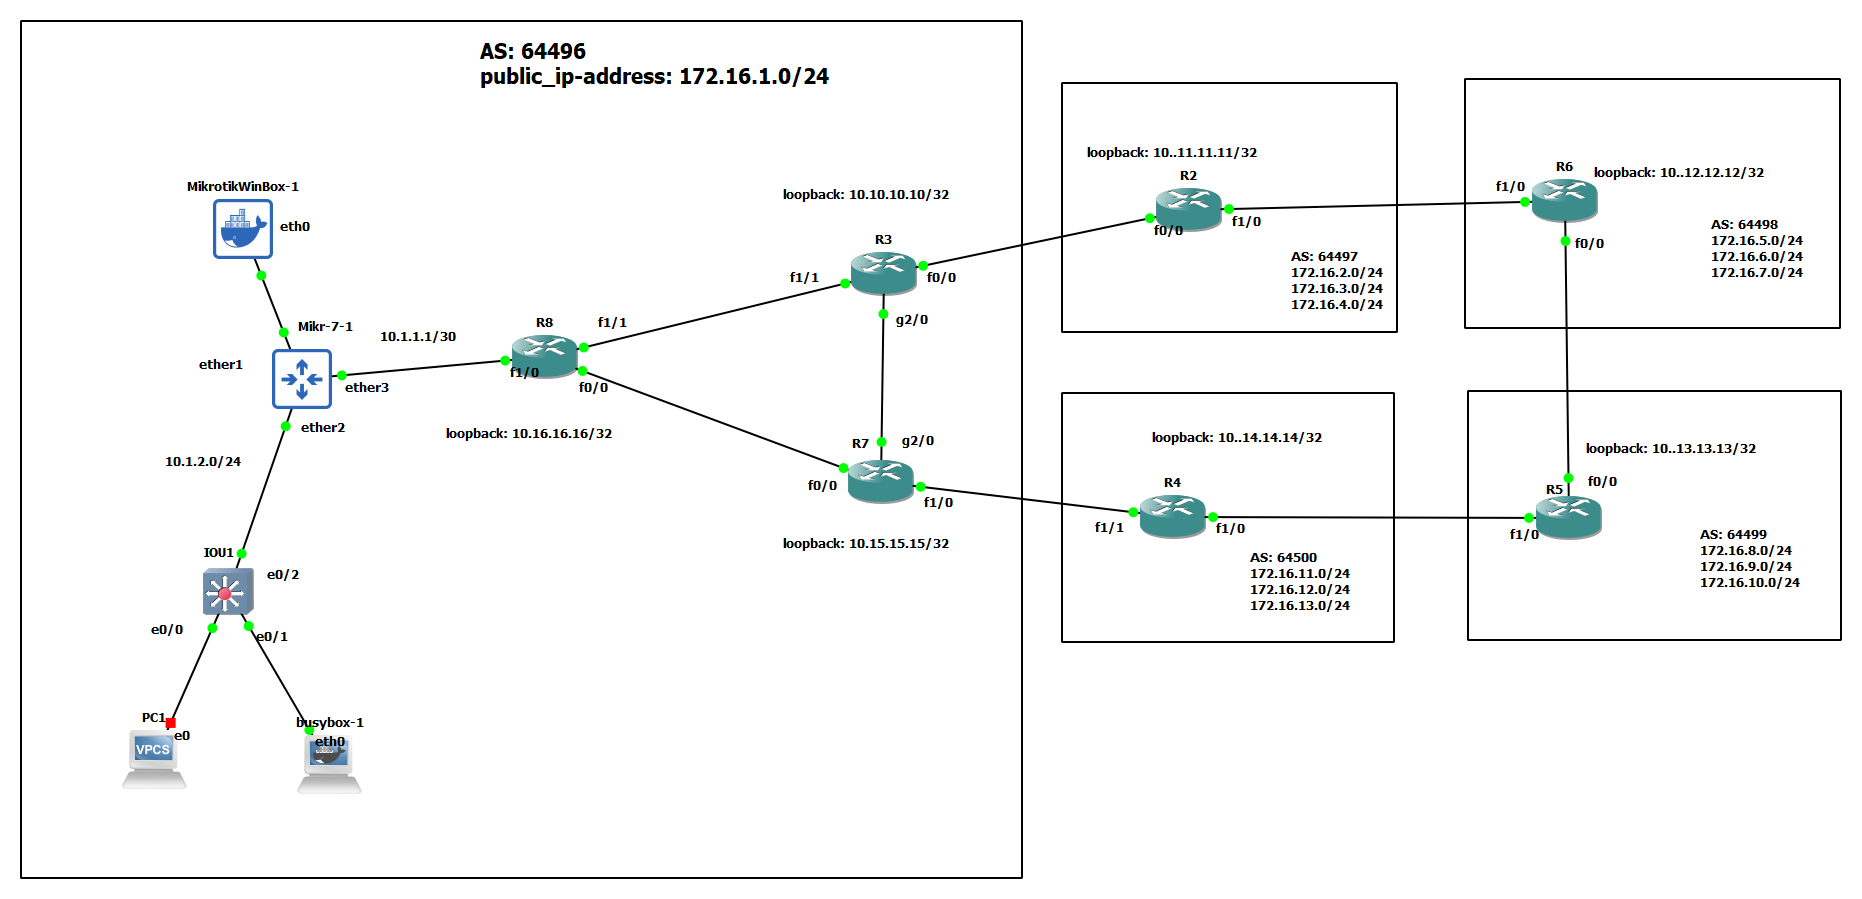 AS: 64496
public_ip-address: 172.16.1.0/24
MikrotikWinBox-1
eth0
Mikr-7-1
ether1
ether3
ether2
10.1.1.1/30
10.1.2.0/24
IOU1
e0/2
e0/0
e0/1
PC1
e0
VPCS
busybox-1
eth0
R8
f1/1
f1/0
f0/0
loopback: 10.16.16.16/32
loopback: 10.10.10.10/32
R3
f1/1
f0/0
g2/0
g2/0
R7
f0/0
f1/0
loopback: 10.15.15.15/32
loopback: 10..11.11.11/32
R2
f0/0
f1/0
AS: 64497
172.16.2.0/24
172.16.3.0/24
172.16.4.0/24
R6
loopback: 10..12.12.12/32
f1/0
f0/0
AS: 64498
172.16.5.0/24
172.16.6.0/24
172.16.7.0/24
loopback: 10..14.14.14/32
R4
f1/1
f1/0
AS: 64500
172.16.11.0/24
172.16.12.0/24
172.16.13.0/24
loopback: 10..13.13.13/32
f0/0
R5
f1/0
AS: 64499
172.16.8.0/24
172.16.9.0/24
172.16.10.0/24